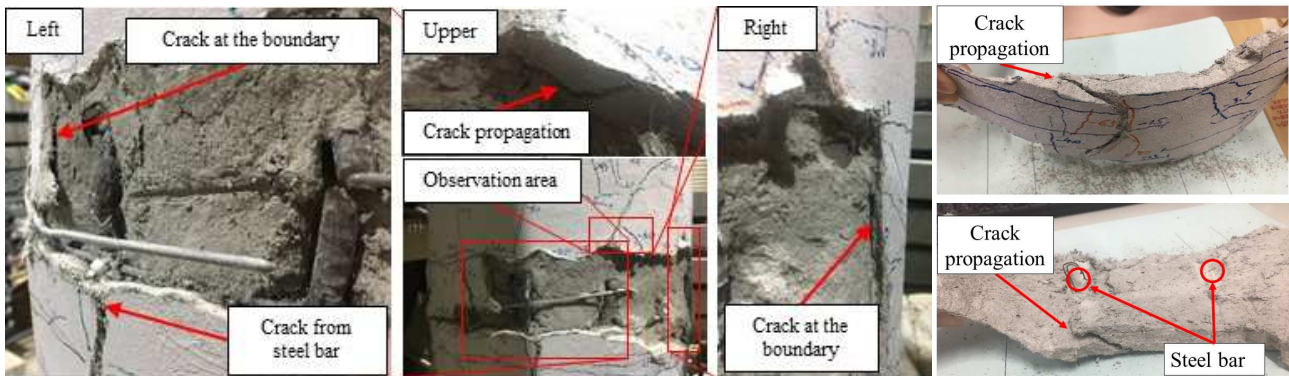 Left
Crack at the boundary
Crack from
steel bar
Upper
Crack propagation
Observation area
Right
Crack at the
boundary
Crack
propagation
Crack
propagation
Steel bar